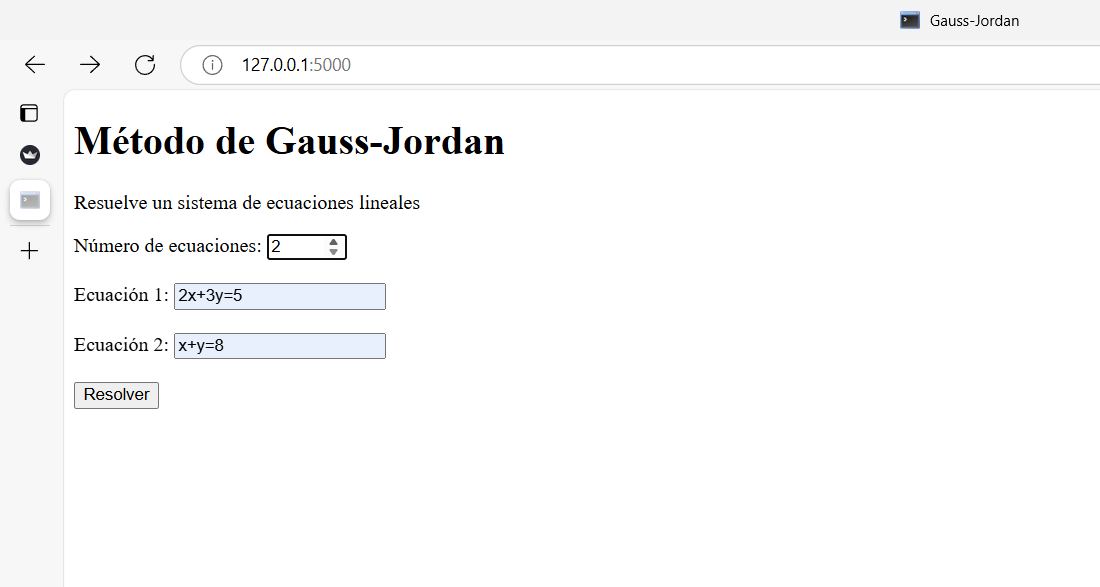 Gauss-Jordan
127.0.0.1:5000
Método de Gauss-Jordan
Resuelve un sistema de ecuaciones lineales
Número de ecuaciones: 2
Ecuación 1: 2x+3y=5
Ecuación 2: x+y=8
Resolver